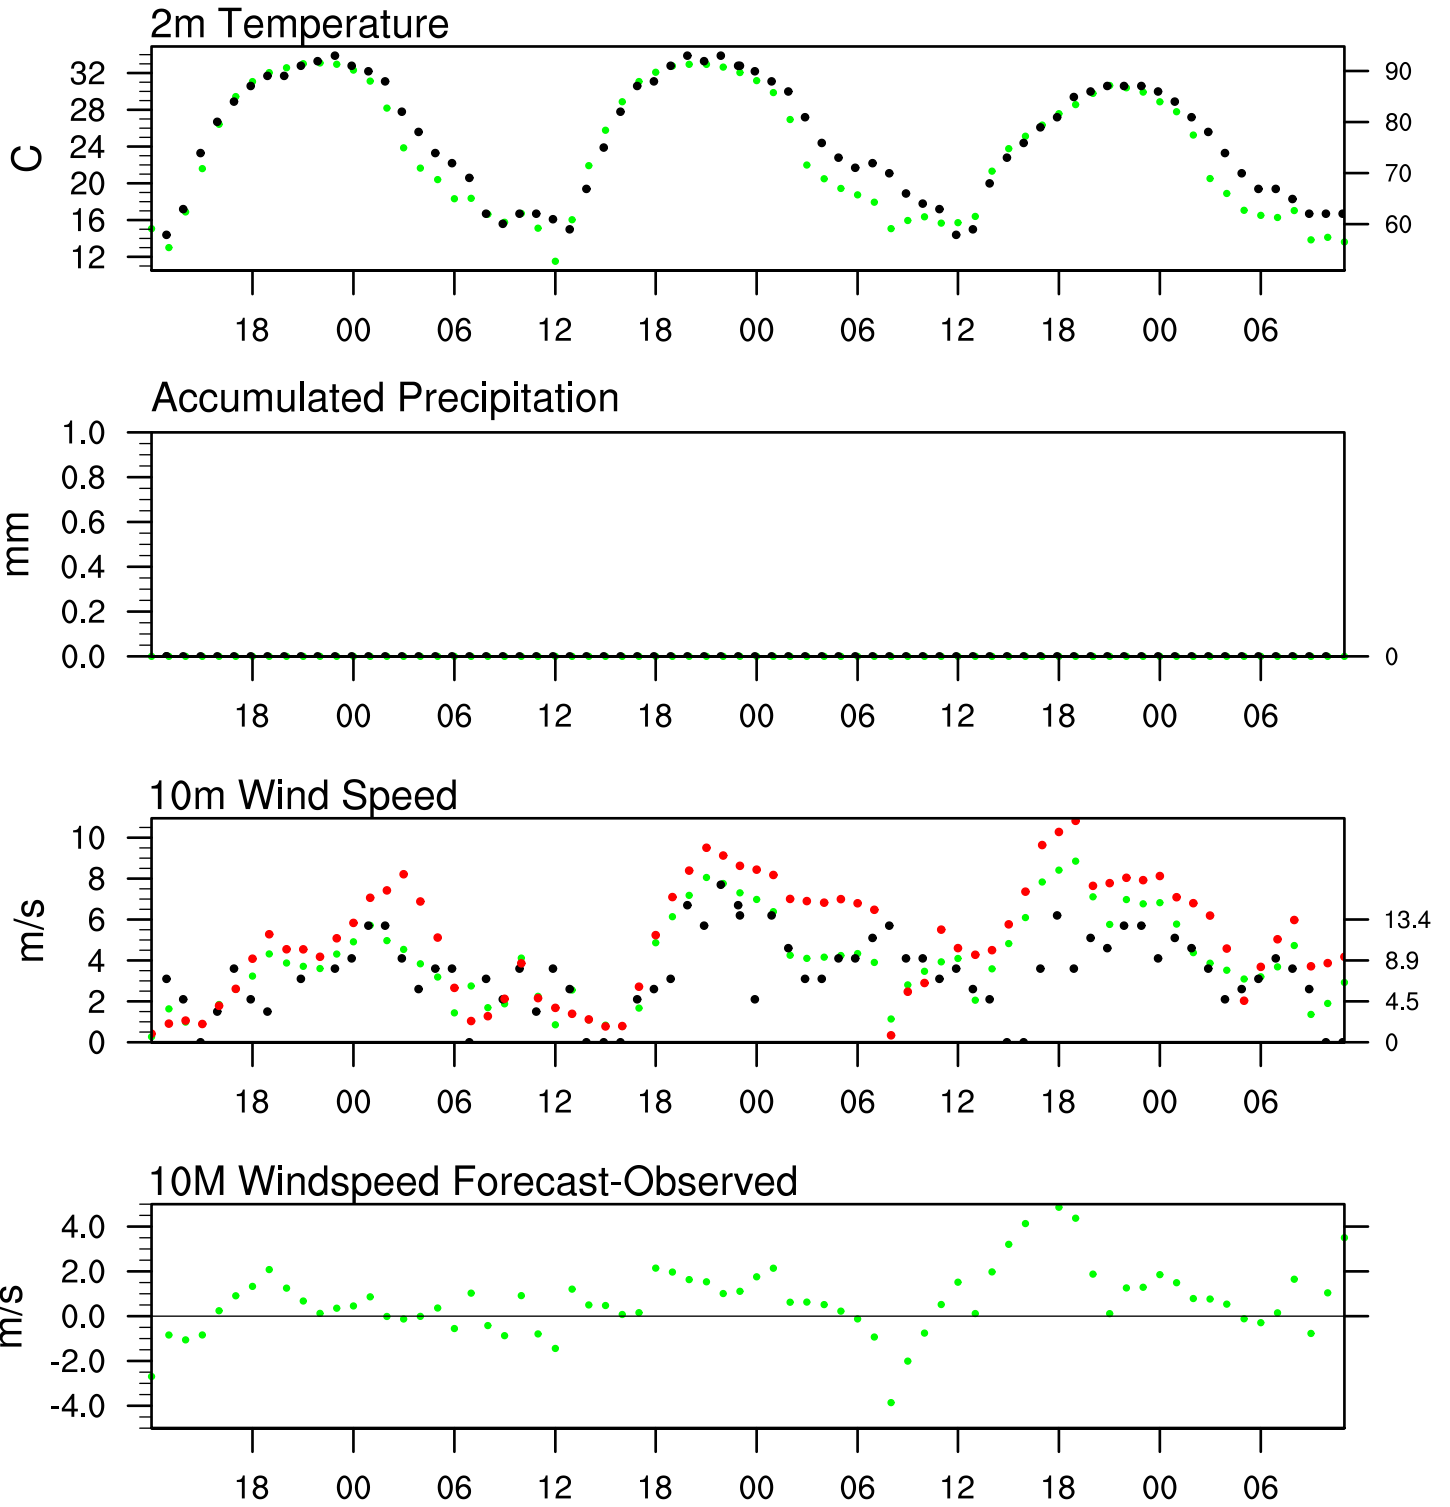 2m Temperature
C
32
28
24
20
16
12
90
80
70
60
18 00 06 12 18 00 06 12 18 00 06
Accumulated Precipitation
mm
1.0
0.8
0.6
0.4
0.2
0.0
0
18 00 06 12 18 00 06 12 18 00 06
10m Wind Speed
m/s
10
8
6
4
2
0
13.4
8.9
4.5
0
18 00 06 12 18 00 06 12 18 00 06
10M Windspeed Forecast-Observed
m/s
4.0
2.0
0.0
-2.0
-4.0
18 00 06 12 18 00 06 12 18 00 06